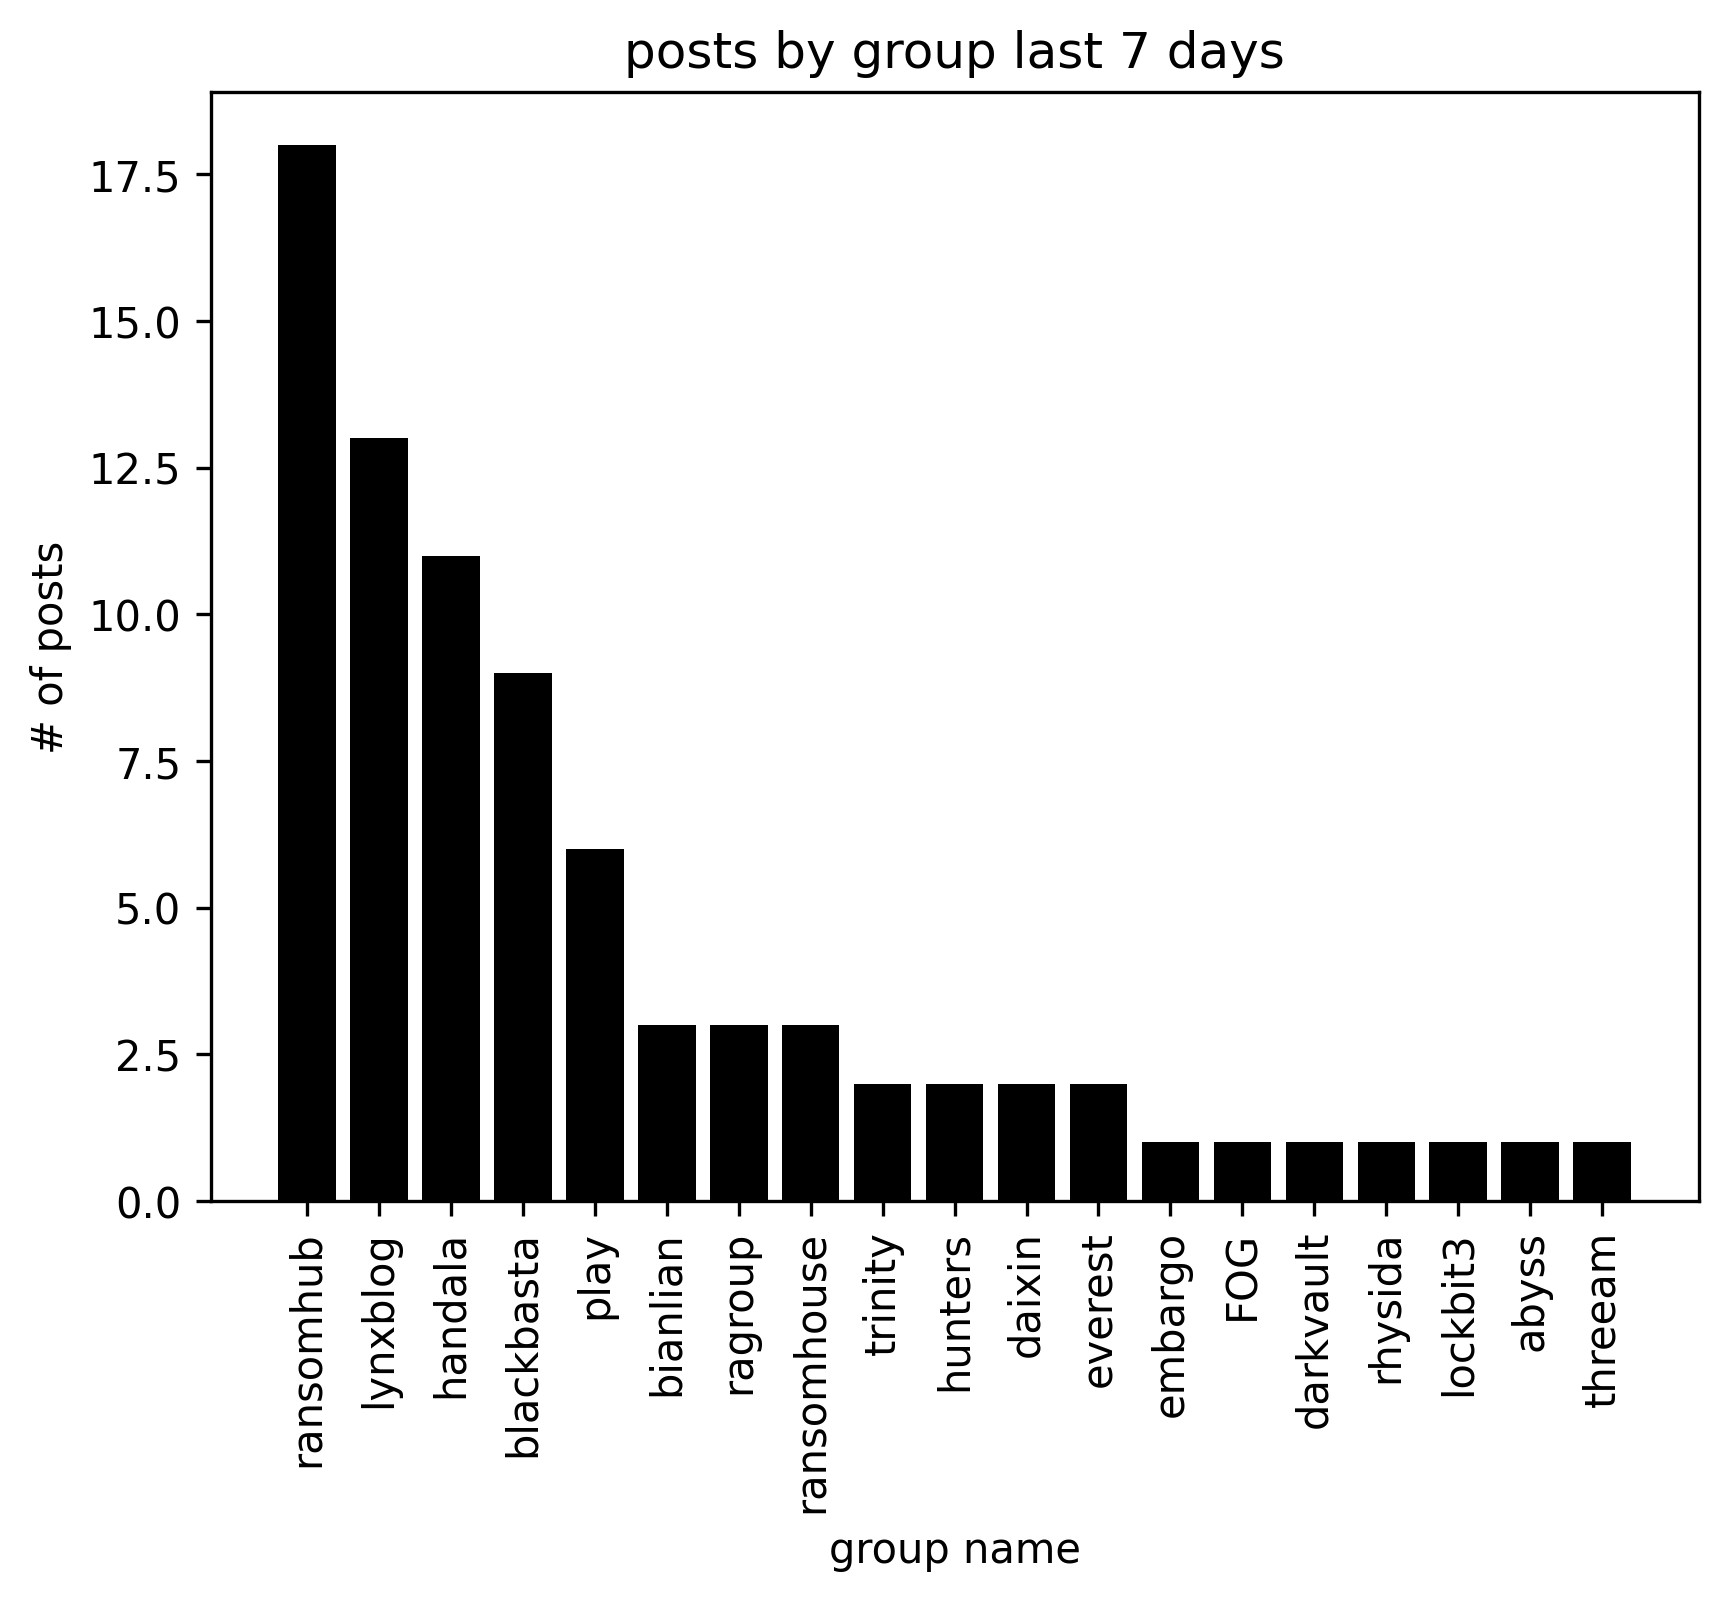 posts by group last 7 days
# of posts
17.5
15.0
12.5
10.0
7.5
5.0
2.5
0.0
ransomhub
lynxblog
handala
blackbasta
play
bianlian
ragroup
ransomhouse
trinity
hunters
daixin
everest
embargo
FOG
darkvault
rhysida
lockbit3
abyss
threeam
group name